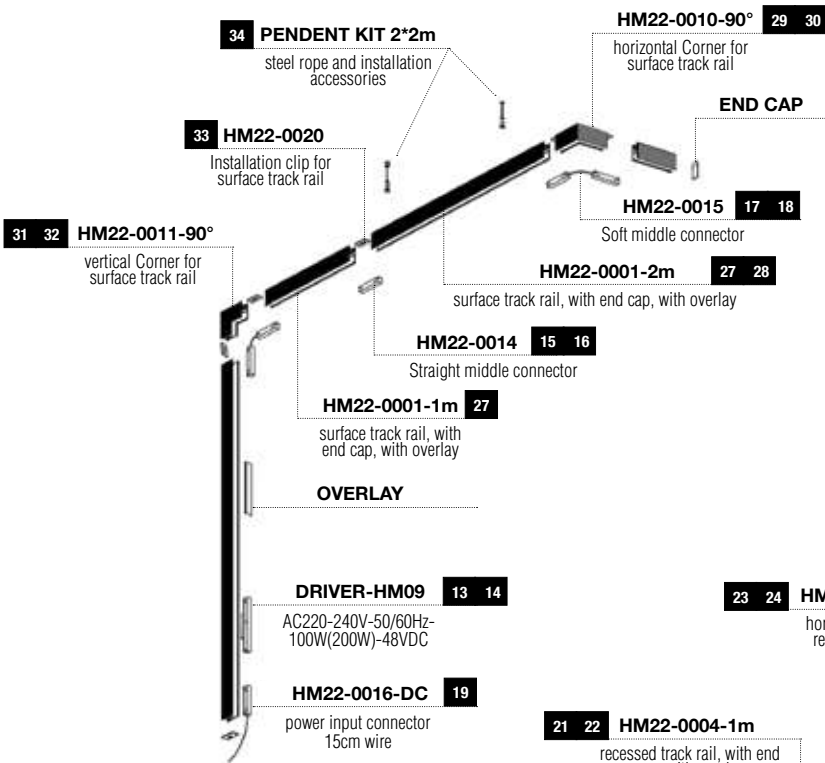 34 PENDENT KIT 2*2m
steel rope and installation
accessories
HM22-0010-90° 29 30
horizontal Corner for
surface track rail
END CAP
33 HM22-0020
Installation clip for
surface track rail
HM22-0015 17 18
Soft middle connector
31 32 HM22-0011-90°
vertical Corner for
surface track rail
HM22-0001-2m 27 28
surface track rail, with end cap, with overlay
HM22-0014 15 16
Straight middle connector
HM22-0001-1m 27
surface track rail, with
end cap, with overlay
OVERLAY
DRIVER-HM09 13 14
AC220-240V-50/60Hz-
100W(200W)-48VDC
23 24
HM22-0016-DC 19
power input connector
15cm wire
21 22 HM22-0004-1m
recessed track rail, with end